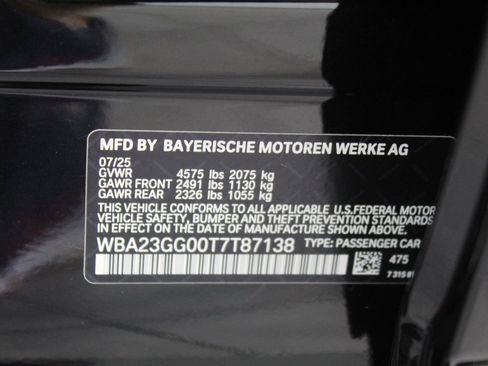 MFD BY BAYERISCHE MOTOREN WERKE AG
07/25
GVWR 4575 lbs 2075 kg
GAWR FRONT 2491 lbs 1130 kg
GAWR REAR 2326 lbs 1055 kg
THIS VEHICLE CONFORMS TO ALL APPLICABLE U.S. FEDERAL MOTOR
VEHICLE SAFETY, BUMPER AND THEFT PREVENTION STANDARDS
IN EFFECT ON THE DATE OF MANUFACTURE SHOWN ABOVE.
WBA23GG00T7T87138 TYPE: PASSENGER CAR
475